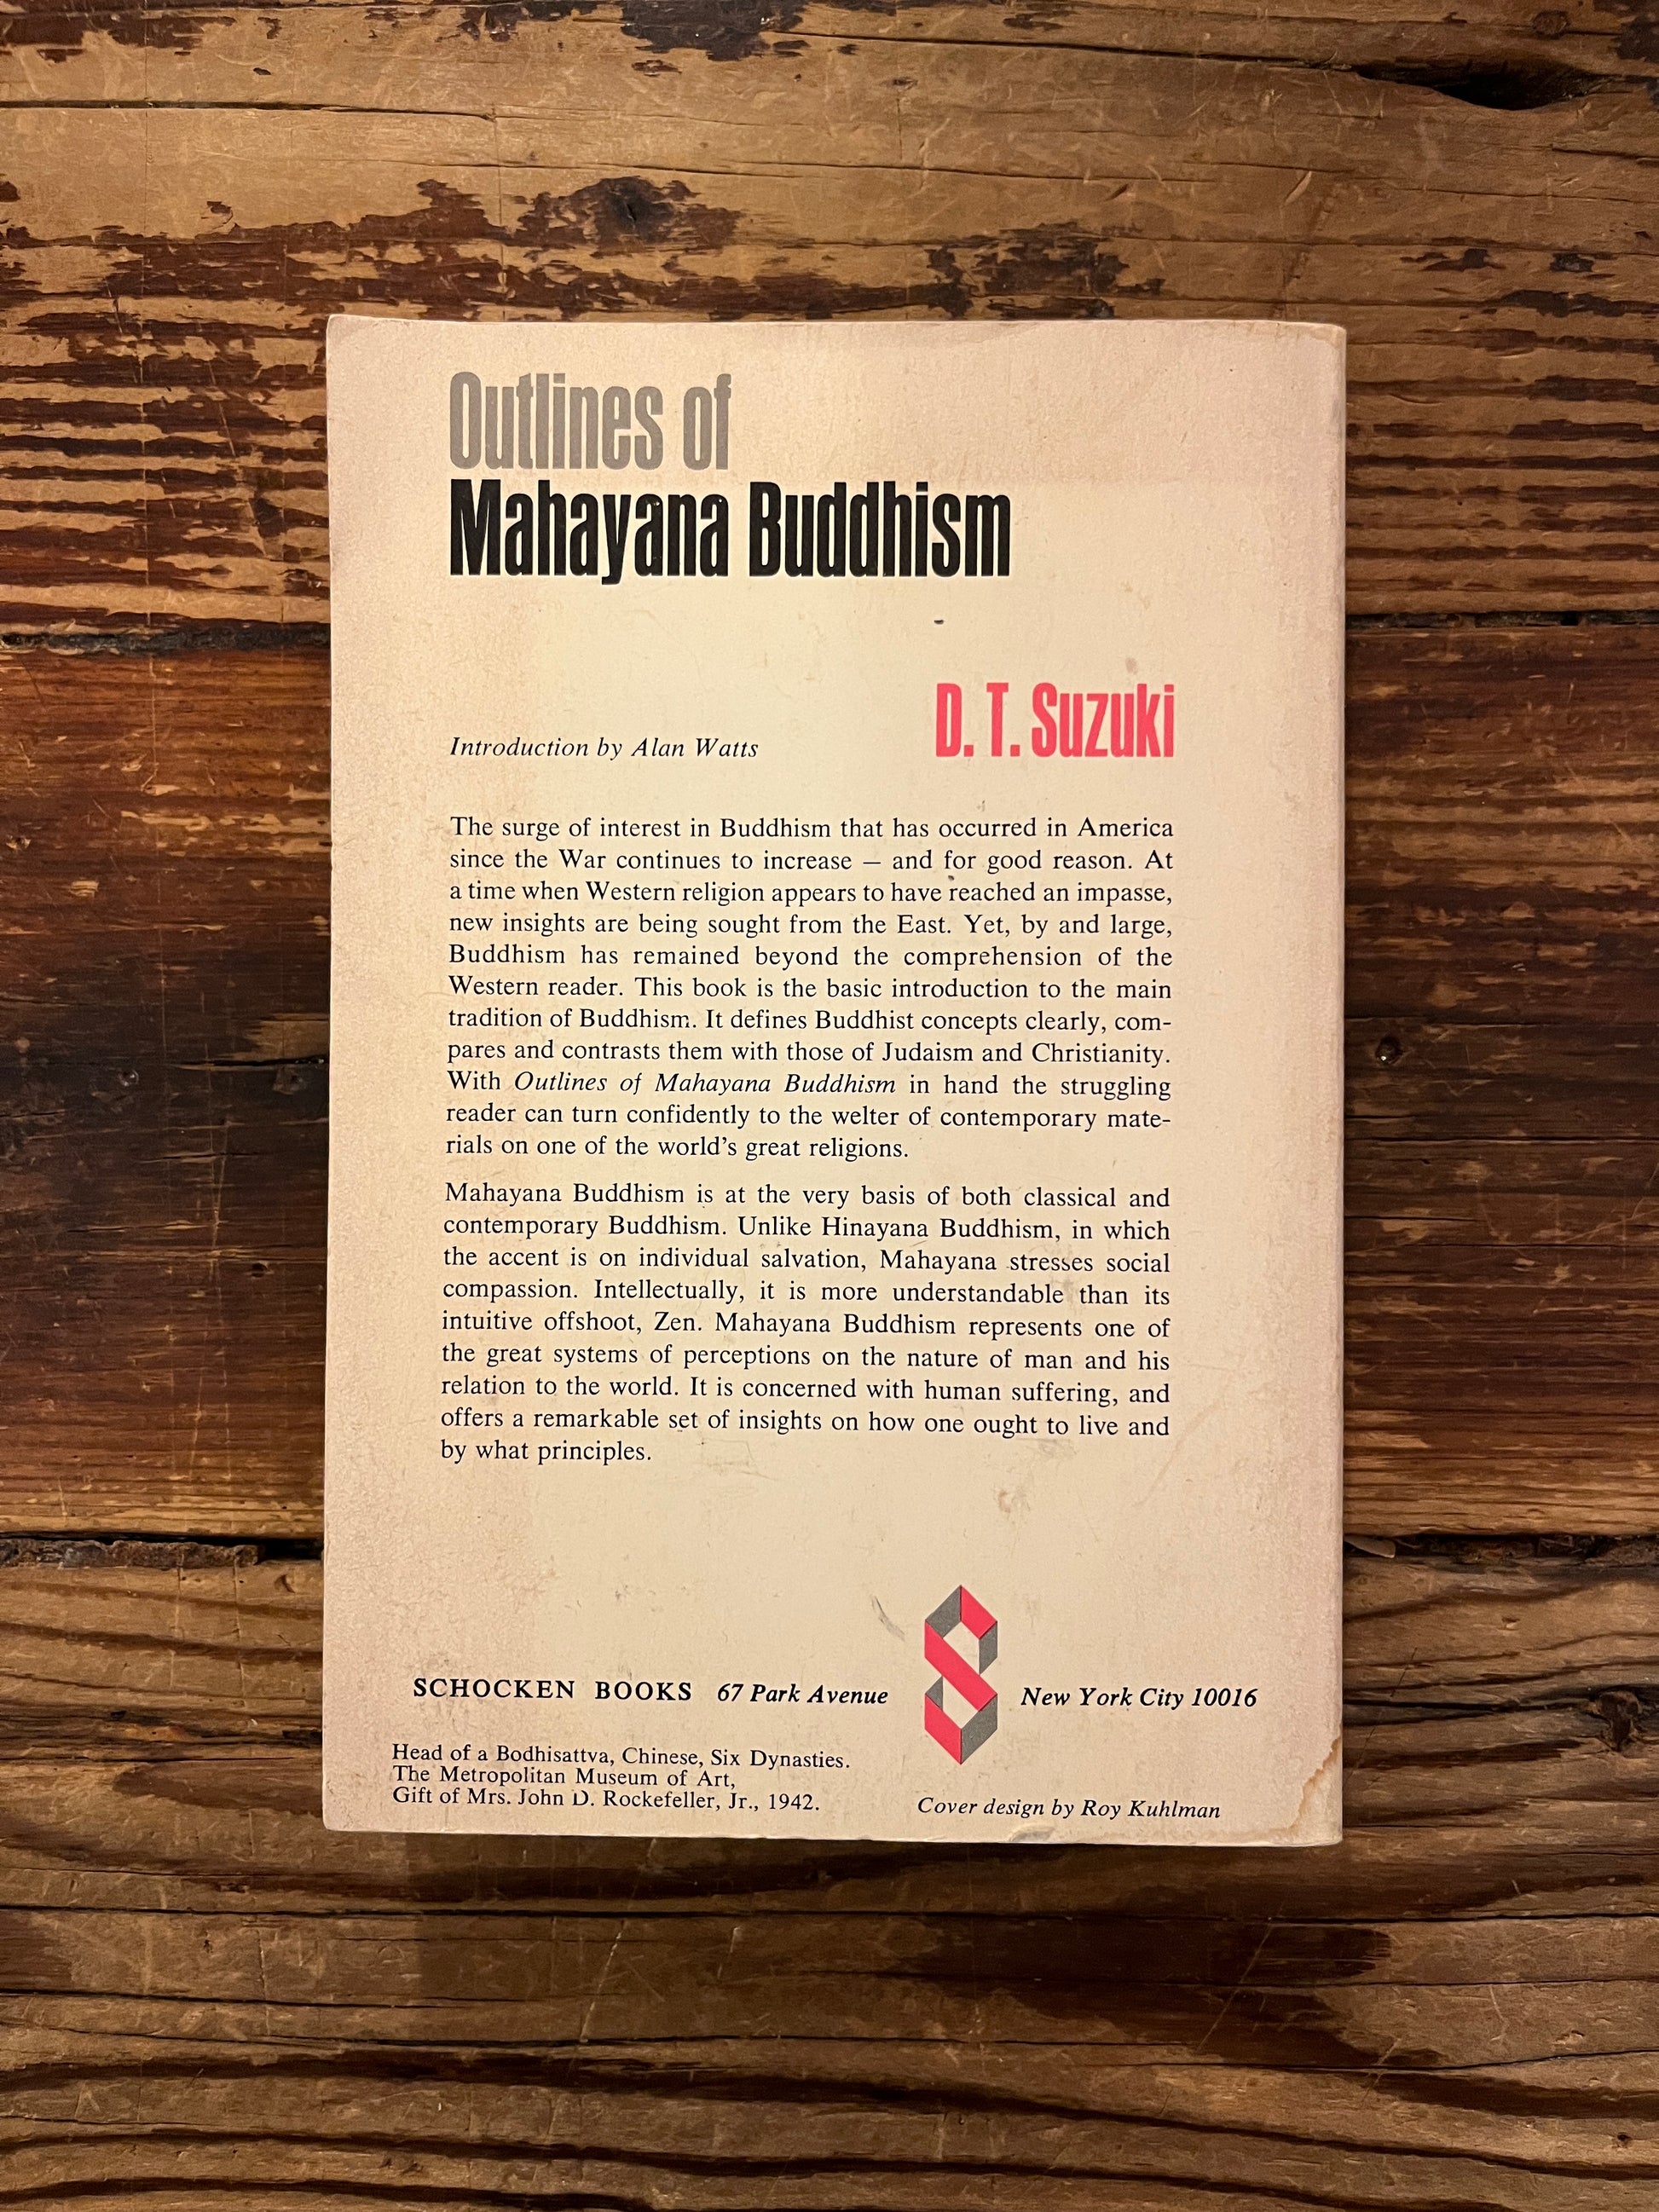 Outlines of
Mahayana Buddhism
D. T. Suzuki
Introduction by Alan Watts
The surge of interest in Buddhism that has occurred in America
since the War continues to increase — and for good reason. At
a time when Western religion appears to have reached an impasse,
new insights are being sought from the East. Yet, by and large,
Buddhism has remained beyond the comprehension of the
Western reader. This book is the basic introduction to the main
tradition of Buddhism. It defines Buddhist concepts clearly, com-
pares and contrasts them with those of Judaism and Christianity.
With Outlines of Mahayana Buddhism in hand the struggling
reader can turn confidently to the welter of contemporary mate-
rials on one of the world's great religions.
Mahayana Buddhism is at the very basis of both classical and
contemporary Buddhism. Unlike Hinayana Buddhism, in which
the accent is on individual salvation, Mahayana stresses social
compassion. Intellectually, it is more understandable than its
intuitive offshoot, Zen. Mahayana Buddhism represents one of
the great systems of perceptions on the nature of man and his
relation to the world. It is concerned with human suffering, and
offers a remarkable set of insights on how one ought to live and
by what principles.
SCHOCKEN BOOKS 67 Park Avenue S New York City 10016
Head of a Bodhisattva, Chinese, Six Dynasties.
The Metropolitan Museum of Art,
Gift of Mrs. John D. Rockefeller, Jr., 1942.
Cover design by Roy Kuhlman